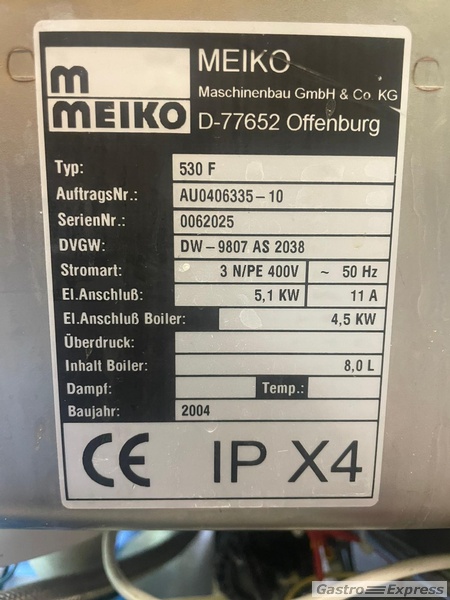 m
MEIKO
MEIKO
Maschinenbau GmbH & Co. KG
D-77652 Offenburg
Typ: 530 F
AuftragsNr.: AU0406335-10
SerienNr.: 0062025
DVGW: DW-9807 AS 2038
Stromart: 3 N/PE 400V ~ 50 Hz
El.Anschluß: 5,1 KW 11 A
El.Anschluß Boiler: 4,5 KW
Überdruck:
Inhalt Boiler: 8,0 L
Dampf: Temp.:
Baujahr: 2004
CE IP X4
Gastro Express